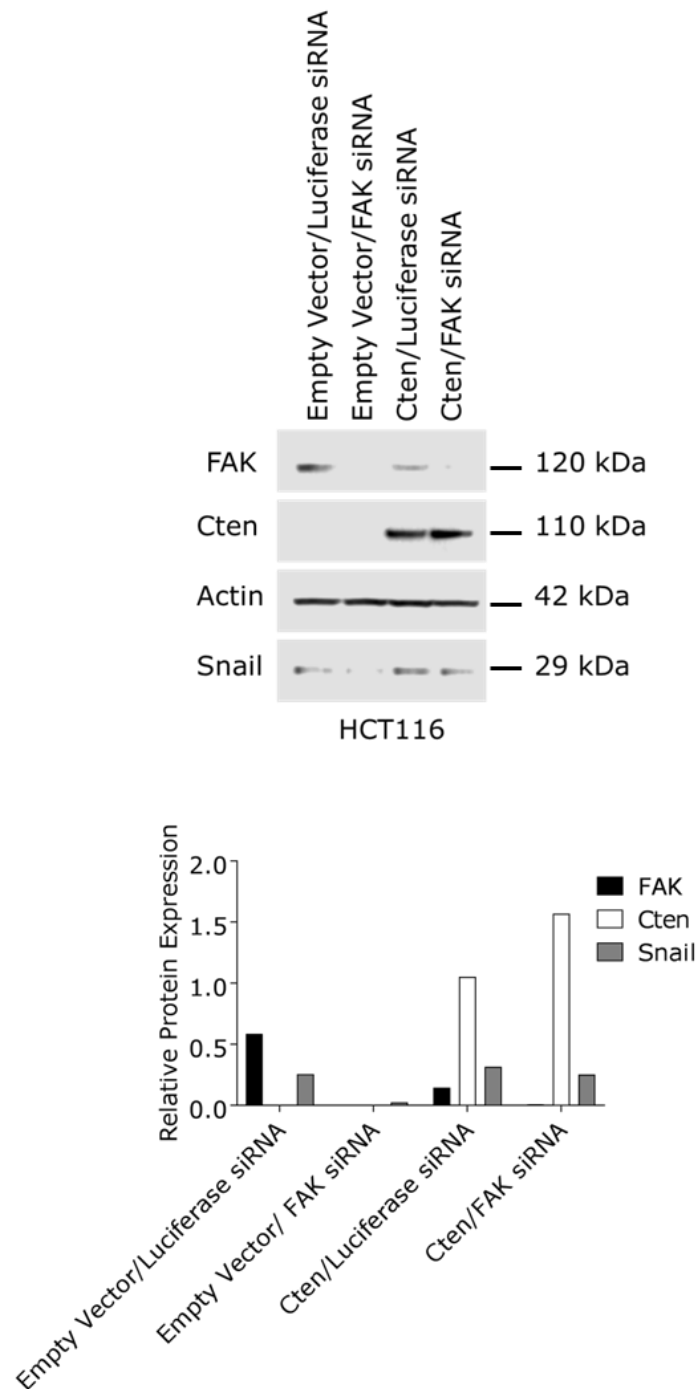 Empty Vector/Luciferase siRNA
Empty Vector/FAK siRNA
Cten/Luciferase siRNA
Cten/FAK siRNA
FAK 120 kDa
Cten 110 kDa
Actin 42 kDa
Snail 29 kDa
HCT116
Relative Protein Expression
2.0
1.5
1.0
0.5
0.0
FAK
Cten
Snail
Empty Vector/Luciferase siRNA
Empty Vector/ FAK siRNA
Cten/Luciferase siRNA
Cten/FAK siRNA